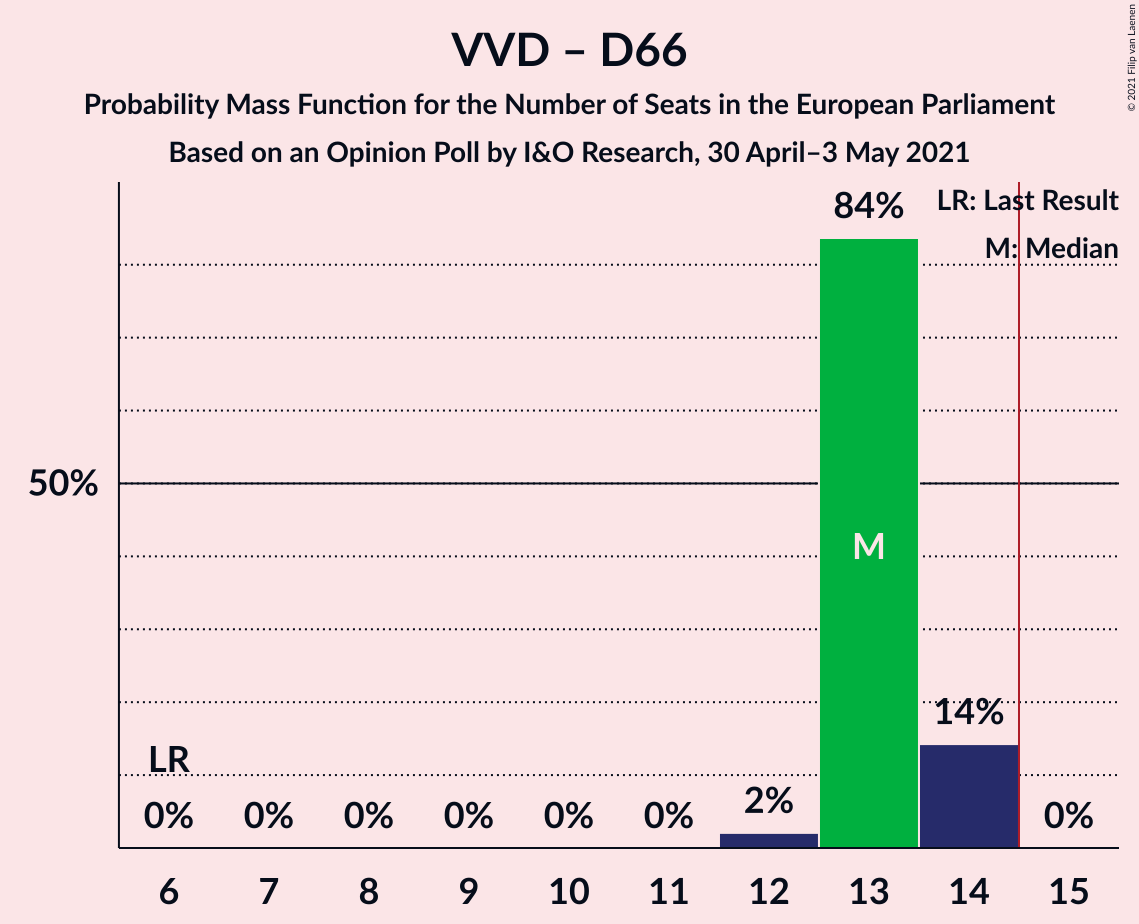 VVD – D66
Probability Mass Function for the Number of Seats in the European Parliament
Based on an Opinion Poll by I&O Research, 30 April–3 May 2021
© 2021 Filip van Laenen
LR: Last Result
M: Median
84%
50%
M
14%
LR
2%
0% 0% 0% 0% 0% 0% 0%
6 7 8 9 10 11 12 13 14 15